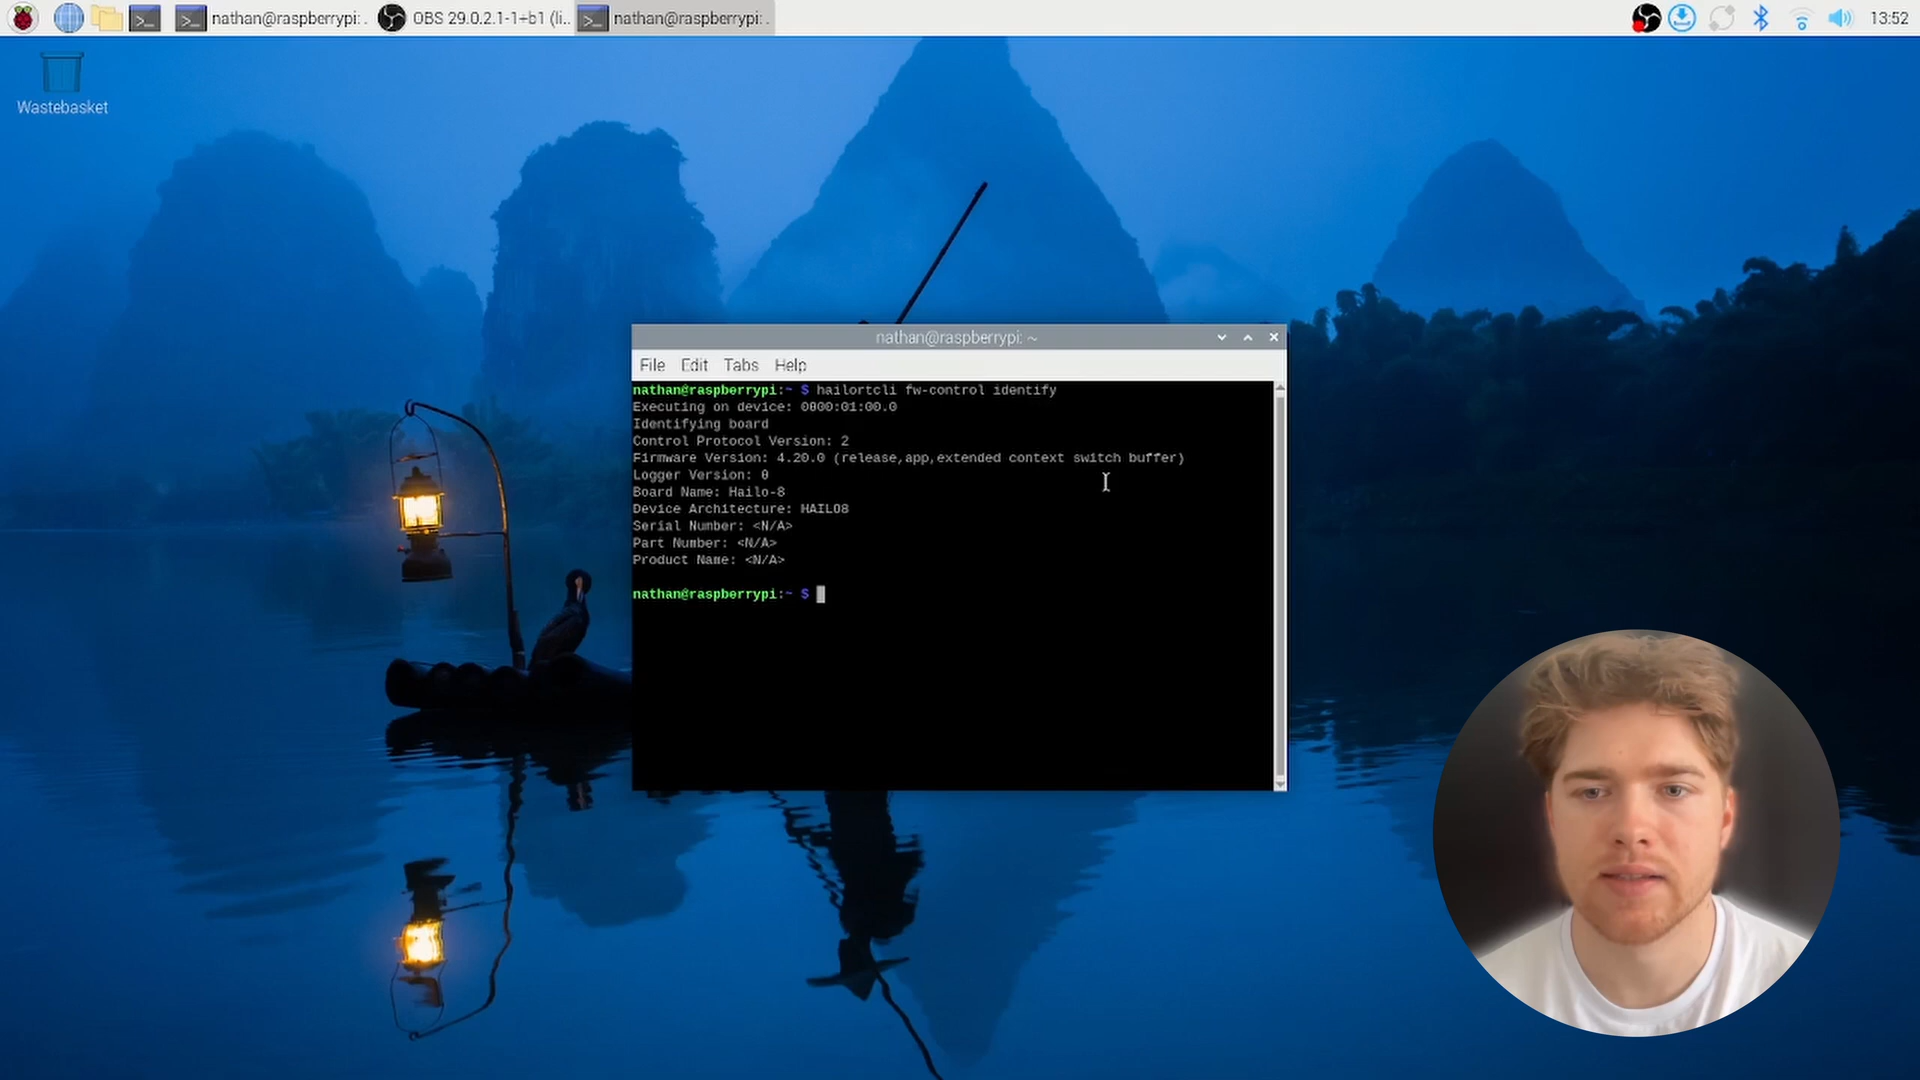 nathan@raspberrypi: .
OBS 29.0.2.1-1+b1 (li..
nathan@raspberrypi: .
13:52
Wastebasket
nathan@raspberrypi: ~
File Edit Tabs Help
nathan@raspberrypi:~ $ hailortcli fw-control identify
Executing on device: 0000:01:00.0
Identifying board
Control Protocol Version: 2
Firmware Version: 4.20.0 (release,app,extended context switch buffer)
Logger Version: 0
Board Name: Hailo-8
Device Architecture: HAILO8
Serial Number: <N/A>
Part Number: <N/A>
Product Name: <N/A>
nathan@raspberrypi:~ $